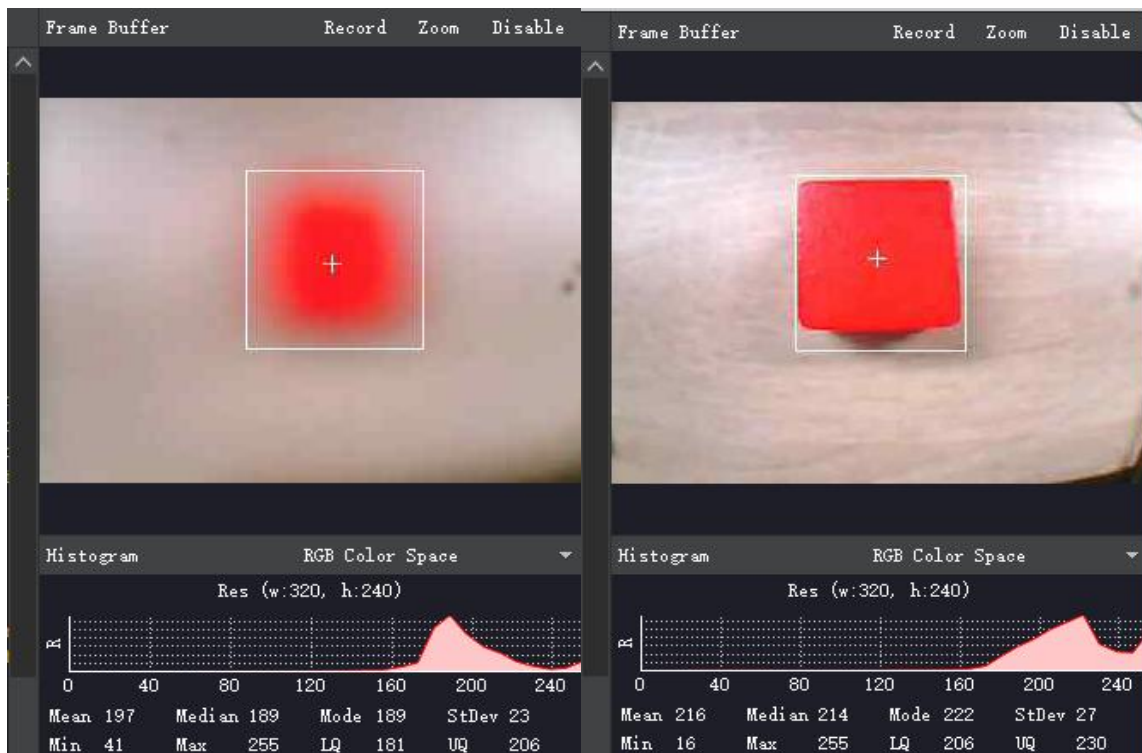 Frame Buffer Record Zoom Disable
Histogram RGB Color Space
Res (w:320, h:240)
R
0 40 80 120 160 200 240
Mean 197 Median 189 Mode 189 StDev 23
Min 41 Max 255 LQ 181 UQ 206
Frame Buffer Record Zoom Disable
Histogram RGB Color Space
Res (w:320, h:240)
R
0 40 80 120 160 200 240
Mean 216 Median 214 Mode 222 StDev 27
Min 16 Max 255 LQ 206 UQ 230